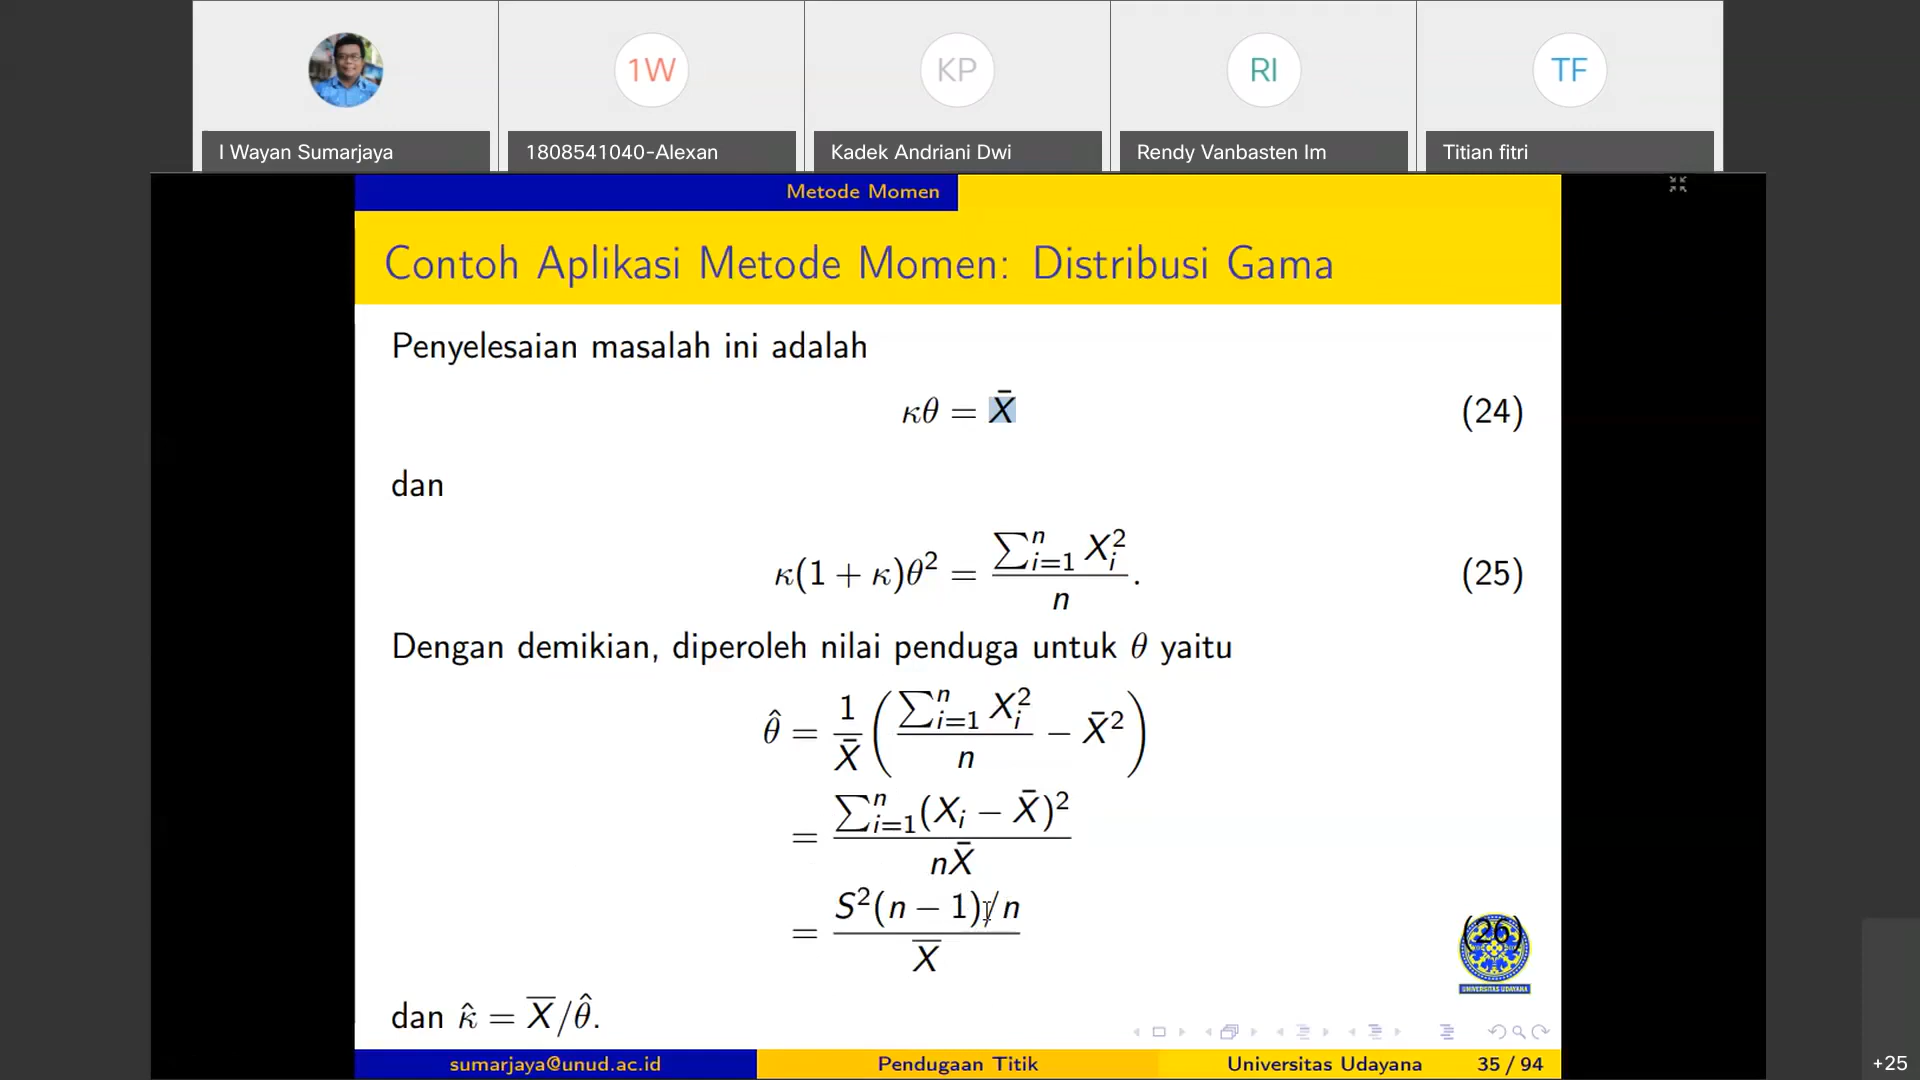 1W
KP
RI
TF
I Wayan Sumarjaya
1808541040-Alexan
Kadek Andriani Dwi
Rendy Vanbasten Im
Titian fitri
Metode Momen
Contoh Aplikasi Metode Momen: Distribusi Gama
Penyelesaian masalah ini adalah
κθ = X̄ (24)
dan
κ(1 + κ)θ² = ∑ⁿᵢ₌₁ Xᵢ² / n . (25)
Dengan demikian, diperoleh nilai penduga untuk θ yaitu
θ̂ = 1/X̄ ( ∑ⁿᵢ₌₁ Xᵢ² / n − X̄² )
= ∑ⁿᵢ₌₁(Xᵢ − X̄)² / nX̄
= S²(n − 1)/n / X̄ (26)
dan κ̂ = X̄/θ̂.
UNIVERSITAS UDAYANA
sumarjaya@unud.ac.id
Pendugaan Titik
Universitas Udayana
35 / 94
+25